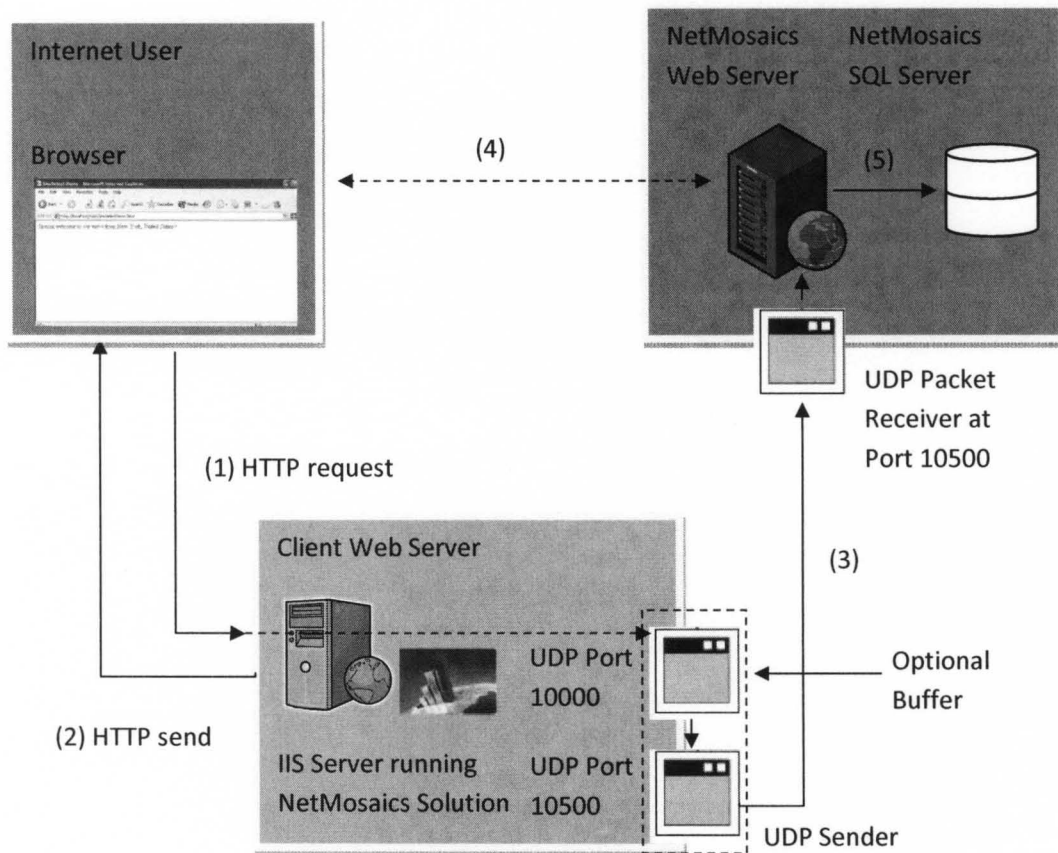 Internet User
Browser
NetMosaics
Web Server
NetMosaics
SQL Server
(4)
(5)
UDP Packet
Receiver at
Port 10500
(1) HTTP request
(3)
Client Web Server
UDP Port
10000
Optional
Buffer
(2) HTTP send
IIS Server running
NetMosaics Solution
UDP Port
10500
UDP Sender